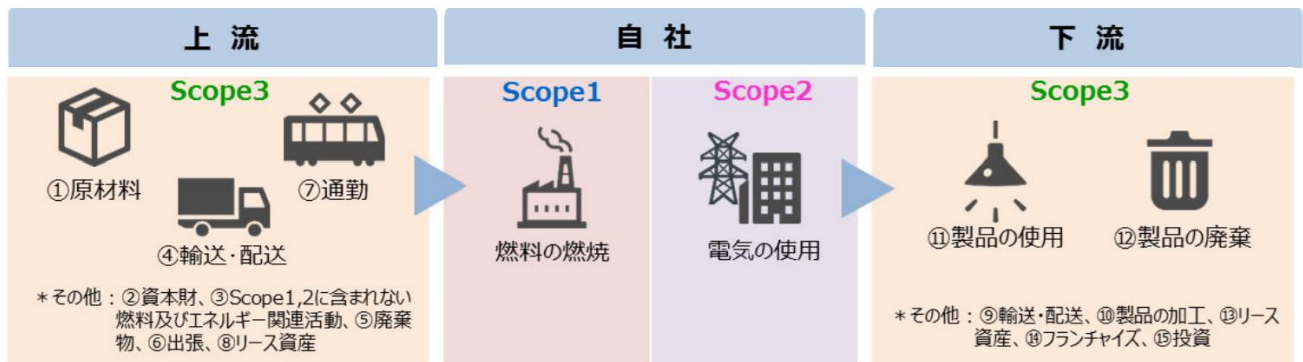 上 流
Scope3
①原材料
⑦通勤
④輸送・配送
＊その他：②資本財、③Scope1,2に含まれない
燃料及びエネルギー関連活動、⑤廃棄
物、⑥出張、⑧リース資産
自 社
Scope1
燃料の燃焼
Scope2
電気の使用
下 流
Scope3
⑪製品の使用
⑫製品の廃棄
＊その他：⑨輸送・配送、⑩製品の加工、⑬リース
資産、⑭フランチャイズ、⑮投資